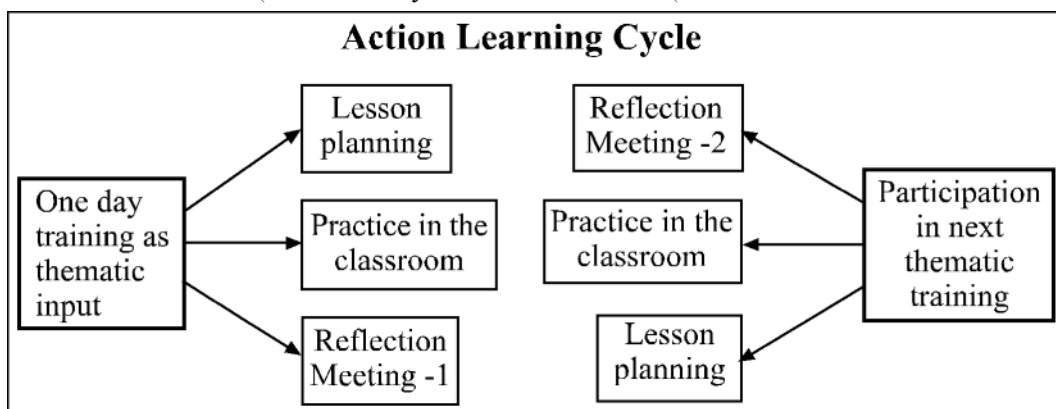 Action Learning Cycle
Lesson
planning
Reflection
Meeting -2
One day
training as
thematic
input
Practice in the
classroom
Practice in the
classroom
Participation
in next
thematic
training
Reflection
Meeting -1
Lesson
planning